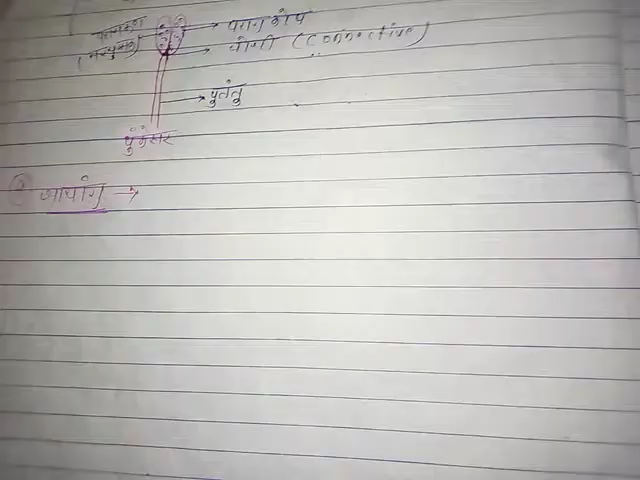 परागकोष
योजी (Connective)
पुंतंतु
पुंकेसर
जायांग →